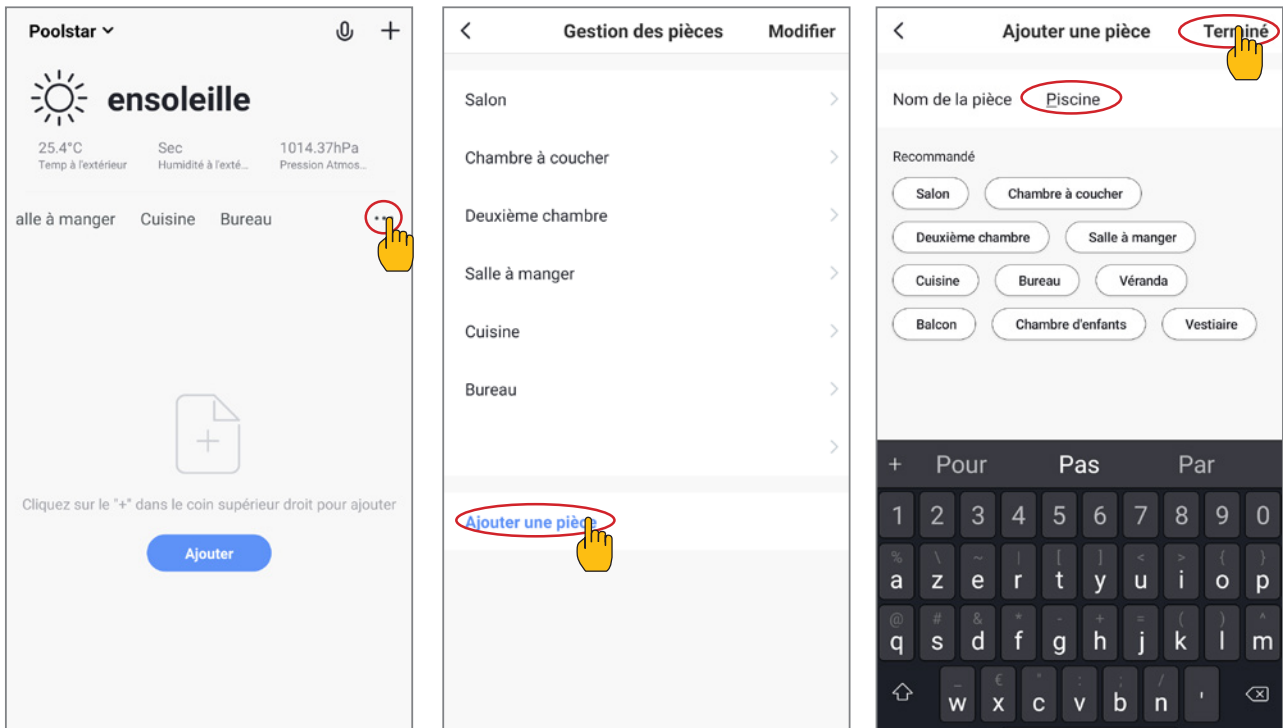 Poolstar
ensoleille
25.4°C Sec 1014.37hPa
Temp à l'extérieur Humidité à l'exté... Pression Atmos...
alle à manger Cuisine Bureau ...
Cliquez sur le "+" dans le coin supérieur droit pour ajouter
Ajouter
Gestion des pièces Modifier
Salon
Chambre à coucher
Deuxième chambre
Salle à manger
Cuisine
Bureau
Ajouter une pièce
Ajouter une pièce Terminé
Nom de la pièce Piscine
Recommandé
Salon Chambre à coucher
Deuxième chambre Salle à manger
Cuisine Bureau Véranda
Balcon Chambre d'enfants Vestiaire
+ Pour Pas Par
1 2 3 4 5 6 7 8 9 0
% \ ~ | [ ] < > { }
a z e r t y u i o p
@ # & * - + = ( ) ^
q s d f g h j k l m
_ € " : ; /
w x c v b n '